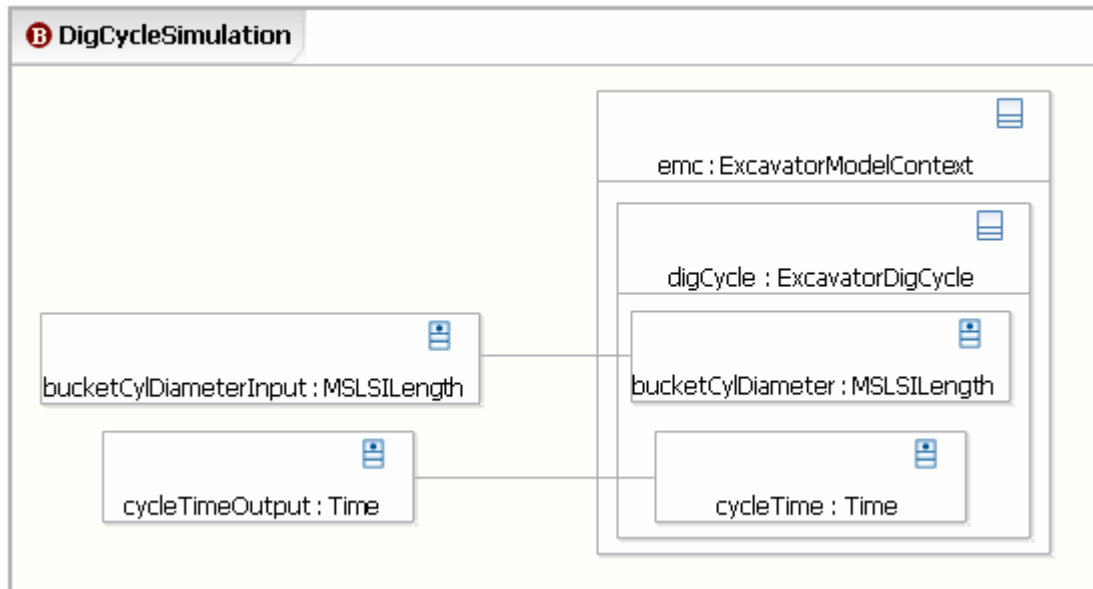 B DigCycleSimulation
emc : ExcavatorModelContext
digCycle : ExcavatorDigCycle
bucketCylDiameterInput : MSLSILength
bucketCylDiameter : MSLSILength
cycleTimeOutput : Time
cycleTime : Time